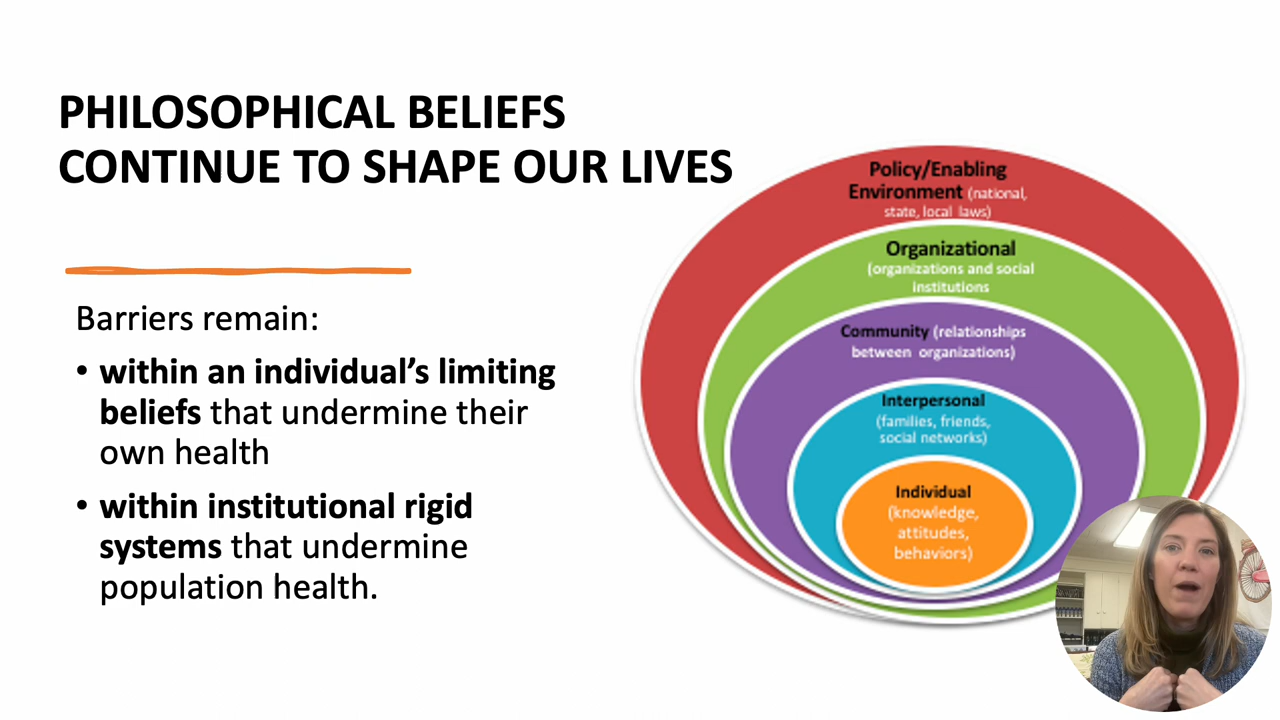 PHILOSOPHICAL BELIEFS
CONTINUE TO SHAPE OUR LIVES
Barriers remain:
• within an individual's limiting
beliefs that undermine their
own health
• within institutional rigid
systems that undermine
population health.
Policy/Enabling
Environment (national,
state, local laws)
Organizational
(organizations and social
institutions
Community (relationships
between organizations)
Interpersonal
(families, friends,
social networks)
Individual
(knowledge,
attitudes,
behaviors)